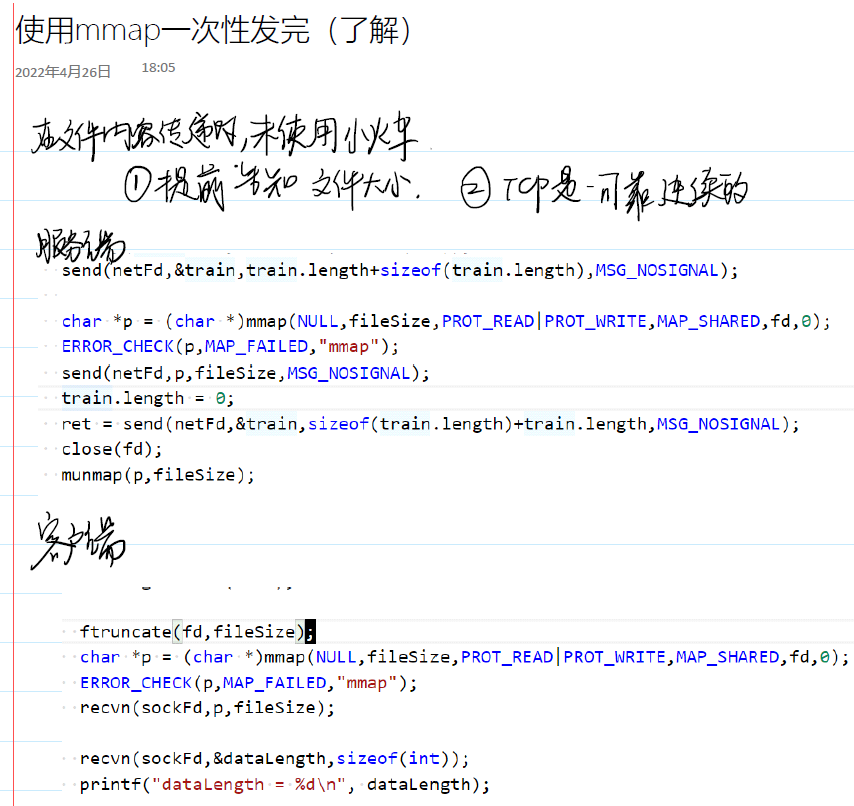 使用mmap一次性发完（了解）
2022年4月26日 18:05
在文件内容传递时,未使用小火车.
①提前告知 文件大小. ②TCP是一可靠连续的
服务端
send(netFd,&train,train.length+sizeof(train.length),MSG_NOSIGNAL);
char *p = (char *)mmap(NULL,fileSize,PROT_READ|PROT_WRITE,MAP_SHARED,fd,0);
ERROR_CHECK(p,MAP_FAILED,"mmap");
send(netFd,p,fileSize,MSG_NOSIGNAL);
train.length = 0;
ret = send(netFd,&train,sizeof(train.length)+train.length,MSG_NOSIGNAL);
close(fd);
munmap(p,fileSize);
客户端
ftruncate(fd,fileSize);
char *p = (char *)mmap(NULL,fileSize,PROT_READ|PROT_WRITE,MAP_SHARED,fd,0);
ERROR_CHECK(p,MAP_FAILED,"mmap");
recvn(sockFd,p,fileSize);
recvn(sockFd,&dataLength,sizeof(int));
printf("dataLength = %d\n", dataLength);